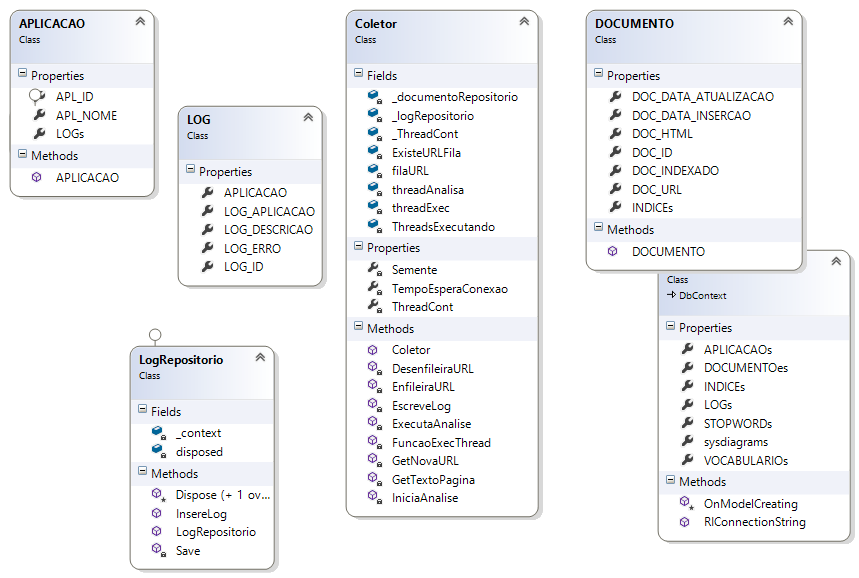 APLICACAO
Class
Properties
APL_ID
APL_NOME
LOGs
Methods
APLICACAO
LOG
Class
Properties
APLICACAO
LOG_APLICACAO
LOG_DESCRICAO
LOG_ERRO
LOG_ID
LogRepositorio
Class
Fields
_context
disposed
Methods
Dispose (+ 1 ov...
InsereLog
LogRepositorio
Save
Coletor
Class
Fields
_documentoRepositorio
_logRepositorio
_ThreadCont
ExisteURLFila
filaURL
threadAnalisa
threadExec
ThreadsExecutando
Properties
Semente
TempoEsperaConexao
ThreadCont
Methods
Coletor
DesenfileiraURL
EnfileiraURL
EscreveLog
ExecutaAnalise
FuncaoExecThread
GetNovaURL
GetTextoPagina
IniciaAnalise
DOCUMENTO
Class
Properties
DOC_DATA_ATUALIZACAO
DOC_DATA_INSERCAO
DOC_HTML
DOC_ID
DOC_INDEXADO
DOC_URL
INDICEs
Methods
DOCUMENTO
Class
DbContext
Properties
APLICACAOs
DOCUMENTOes
INDICEs
LOGs
STOPWORDs
sysdiagrams
VOCABULARIOs
Methods
OnModelCreating
RIConnectionString